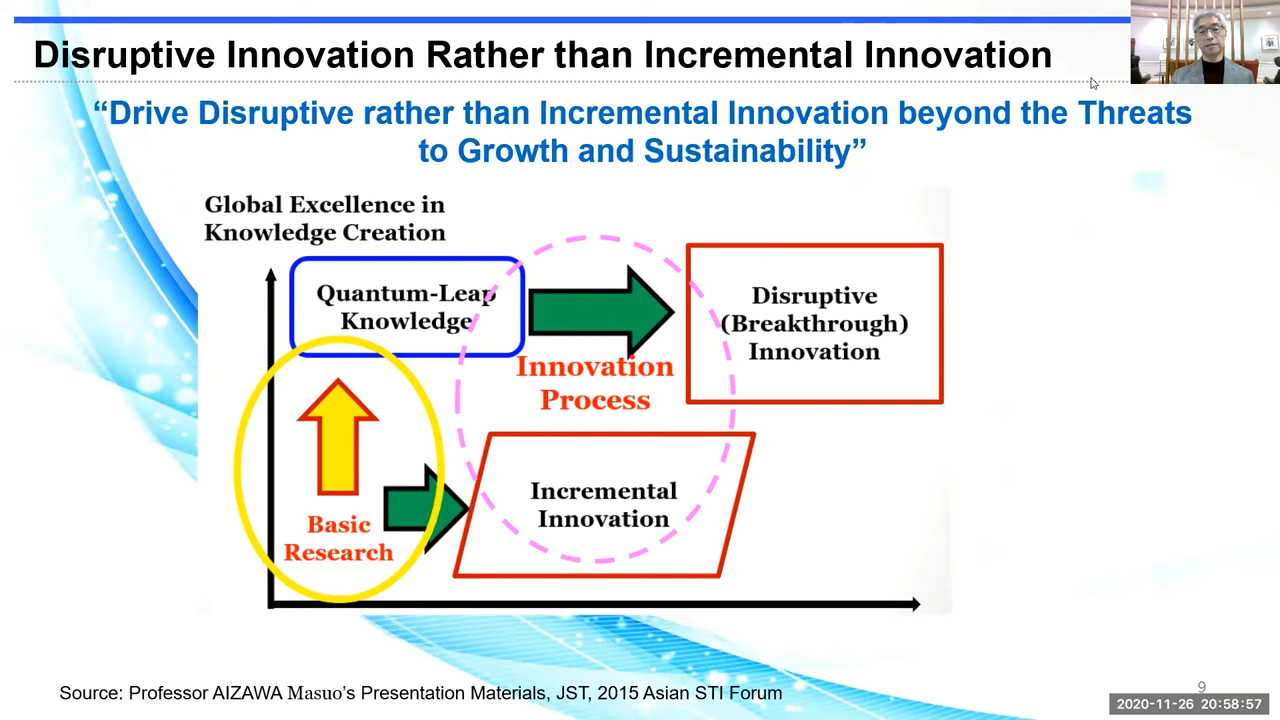 Disruptive Innovation Rather than Incremental Innovation
“Drive Disruptive rather than Incremental Innovation beyond the Threats
to Growth and Sustainability”
Global Excellence in
Knowledge Creation
Quantum-Leap
Knowledge
Disruptive
(Breakthrough)
Innovation
Innovation
Process
Incremental
Innovation
Basic
Research
Source: Professor AIZAWA Masuo’s Presentation Materials, JST, 2015 Asian STI Forum
9
2020-11-26 20:58:57